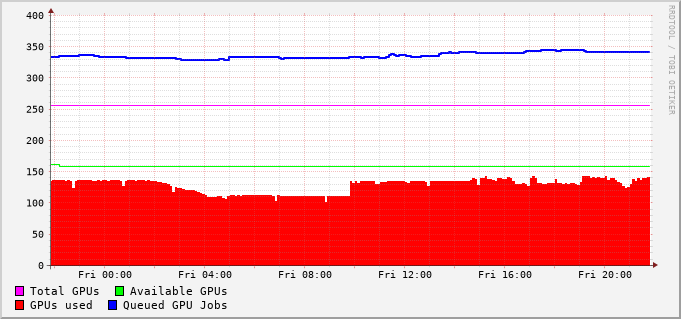 400
350
300
250
200
150
100
50
0
Fri 00:00 Fri 04:00 Fri 08:00 Fri 12:00 Fri 16:00 Fri 20:00
Total GPUs Available GPUs
GPUs used Queued GPU Jobs
RRDTOOL / TOBI OETIKER